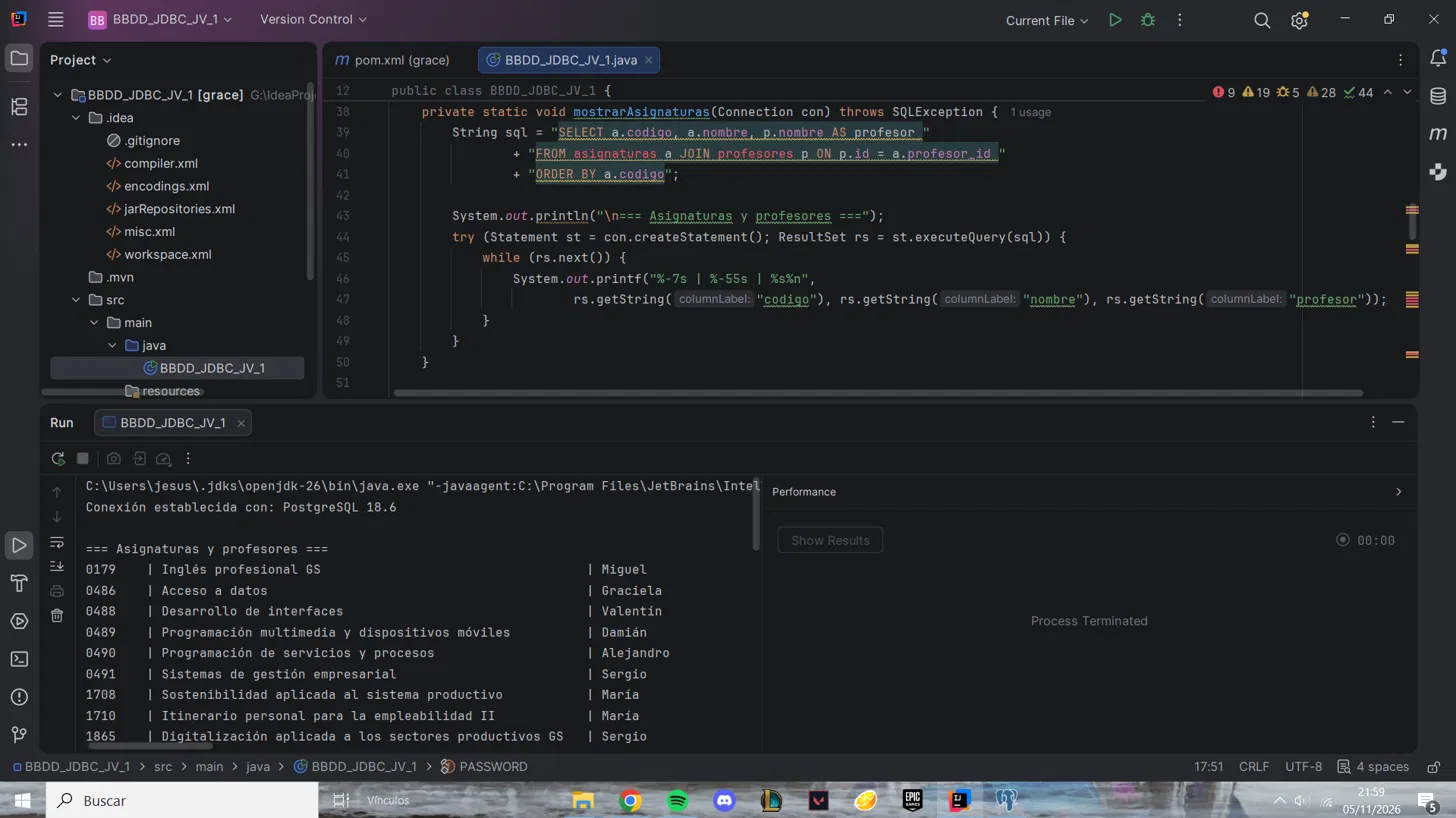 BB BBDD_JDBC_JV_1 Version Control Current File
Project
BBDD_JDBC_JV_1 [grace] G:\IdeaProj
.idea
.gitignore
compiler.xml
encodings.xml
jarRepositories.xml
misc.xml
workspace.xml
.mvn
src
main
java
BBDD_JDBC_JV_1
resources
m pom.xml (grace) BBDD_JDBC_JV_1.java
12 public class BBDD_JDBC_JV_1 { 9 19 5 28 44
38 private static void mostrarAsignaturas(Connection con) throws SQLException { 1 usage
39 String sql = "SELECT a.codigo, a.nombre, p.nombre AS profesor "
40 + "FROM asignaturas a JOIN profesores p ON p.id = a.profesor_id "
41 + "ORDER BY a.codigo";
42
43 System.out.println("\n=== Asignaturas y profesores ===");
44 try (Statement st = con.createStatement(); ResultSet rs = st.executeQuery(sql)) {
45 while (rs.next()) {
46 System.out.printf("%-7s | %-55s | %s%n",
47 rs.getString( columnLabel: "codigo"), rs.getString( columnLabel: "nombre"), rs.getString( columnLabel: "profesor"));
48 }
49 }
50 }
51
Run BBDD_JDBC_JV_1
C:\Users\jesus\.jdks\openjdk-26\bin\java.exe "-javaagent:C:\Program Files\JetBrains\Intel
Conexión establecida con: PostgreSQL 18.6
=== Asignaturas y profesores ===
0179 | Inglés profesional GS | Miguel
0486 | Acceso a datos | Graciela
0488 | Desarrollo de interfaces | Valentín
0489 | Programación multimedia y dispositivos móviles | Damián
0490 | Programación de servicios y procesos | Alejandro
0491 | Sistemas de gestión empresarial | Sergio
1708 | Sostenibilidad aplicada al sistema productivo | María
1710 | Itinerario personal para la empleabilidad II | María
1865 | Digitalización aplicada a los sectores productivos GS | Sergio
Performance
Show Results 00:00
Process Terminated
BBDD_JDBC_JV_1 > src > main > java > BBDD_JDBC_JV_1 > PASSWORD 17:51 CRLF UTF-8 4 spaces
Buscar Vínculos EPIC GAMES 21:59
05/11/2026 5